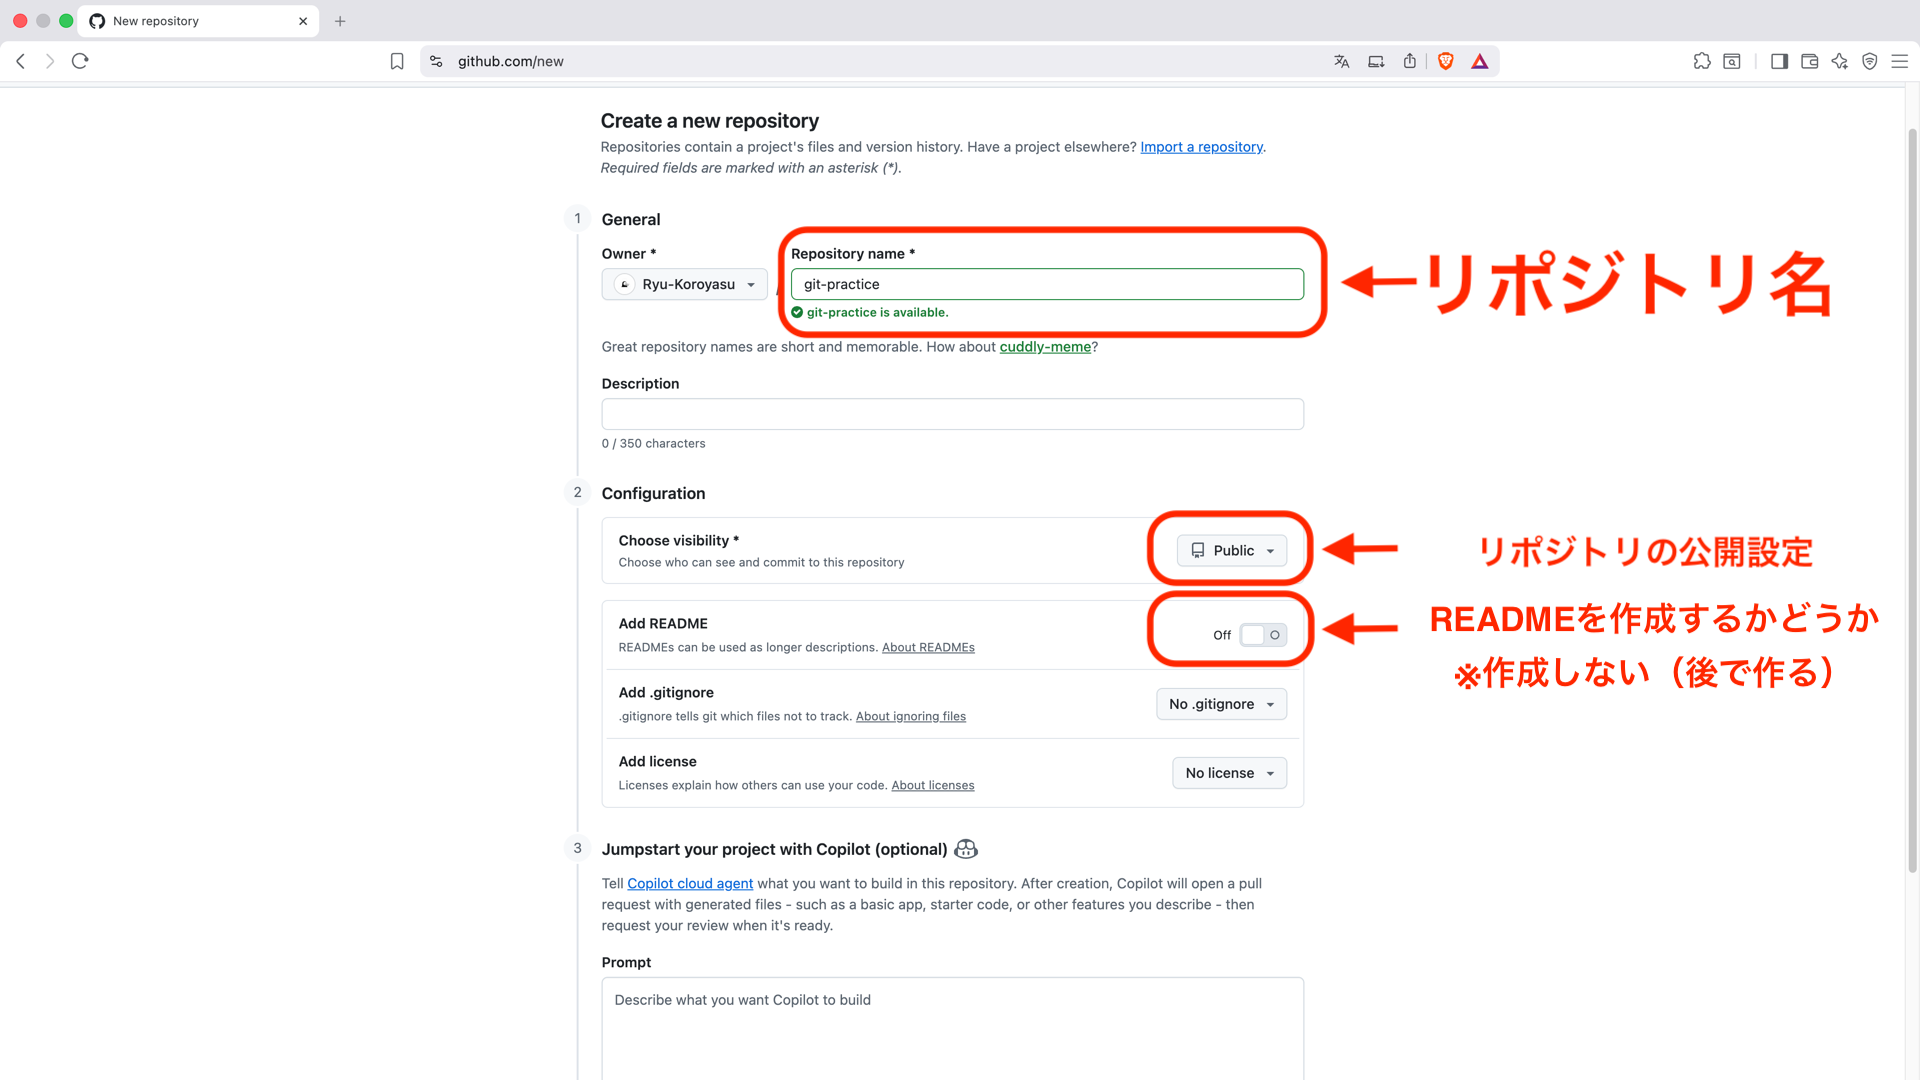 New repository
github.com/new
Create a new repository
Repositories contain a project's files and version history. Have a project elsewhere? Import a repository.
Required fields are marked with an asterisk (*).
1 General
Owner *
Repository name *
Ryu-Koroyasu
git-practice
git-practice is available.
←リポジトリ名
Great repository names are short and memorable. How about cuddly-meme?
Description
0 / 350 characters
2 Configuration
Choose visibility *
Choose who can see and commit to this repository
Public
リポジトリの公開設定
Add README
READMEs can be used as longer descriptions. About READMEs
Off
READMEを作成するかどうか
※作成しない（後で作る）
Add .gitignore
.gitignore tells git which files not to track. About ignoring files
No .gitignore
Add license
Licenses explain how others can use your code. About licenses
No license
3 Jumpstart your project with Copilot (optional)
Tell Copilot cloud agent what you want to build in this repository. After creation, Copilot will open a pull
request with generated files - such as a basic app, starter code, or other features you describe - then
request your review when it's ready.
Prompt
Describe what you want Copilot to build